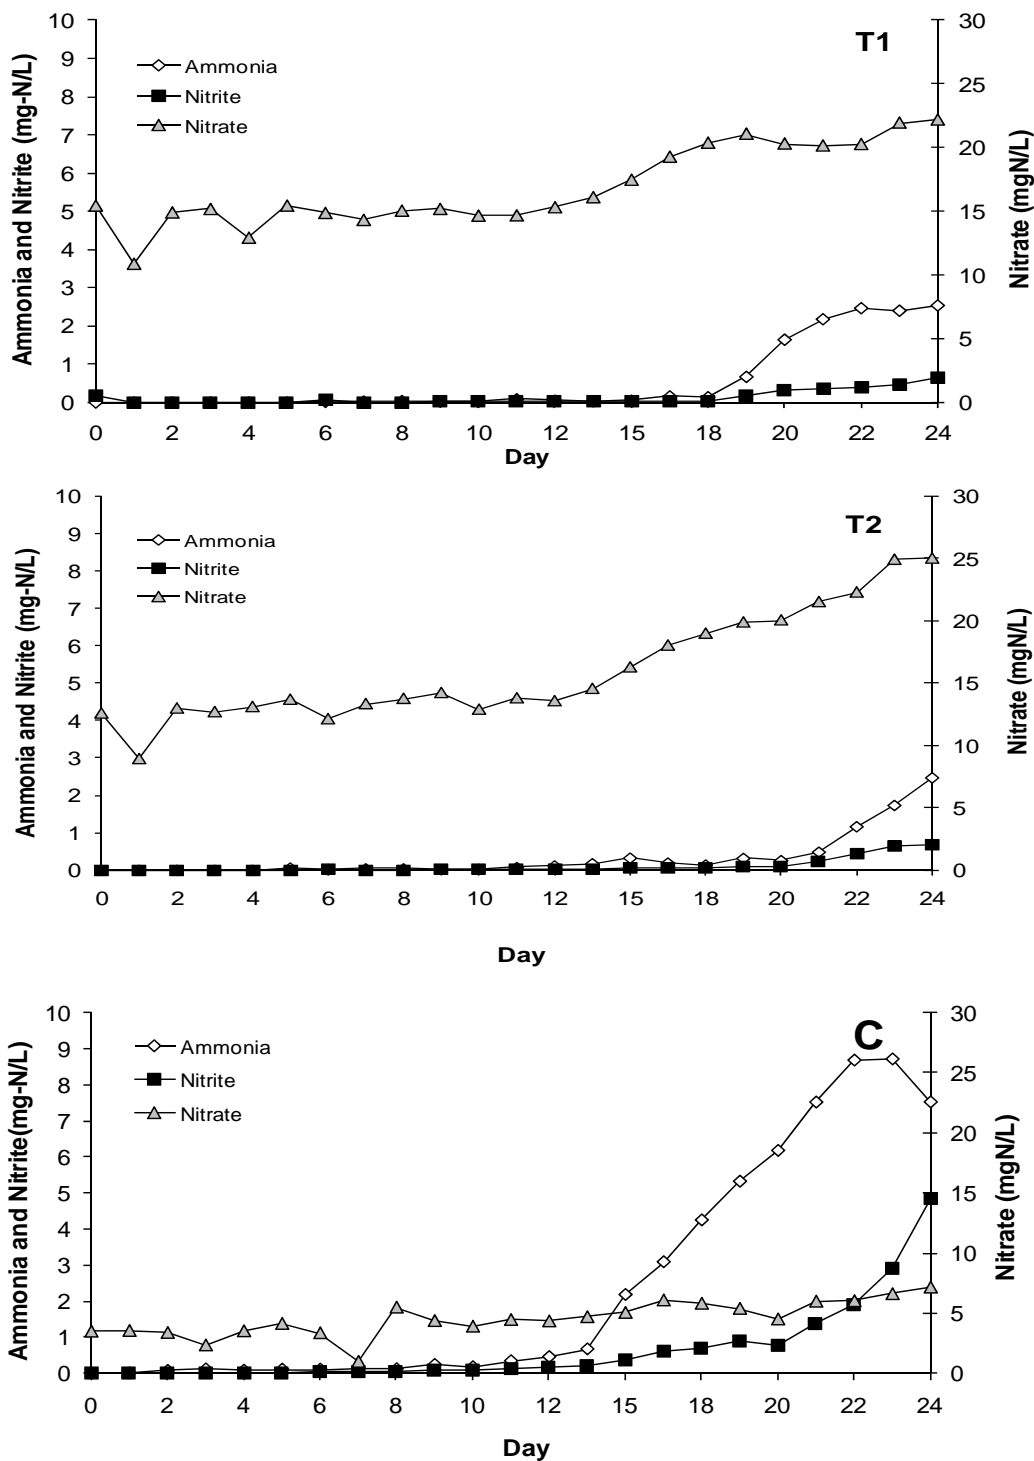 T1
Ammonia and Nitrite (mg-N/L)
Nitrate (mgN/L)
10
9
8
7
6
5
4
3
2
1
0
30
25
20
15
10
5
0
Ammonia
Nitrite
Nitrate
0 2 4 6 8 10 12 15 18 20 22 24
Day
T2
Ammonia and Nitrite (mg-N/L)
Nitrate (mgN/L)
10
9
8
7
6
5
4
3
2
1
0
30
25
20
15
10
5
0
Ammonia
Nitrite
Nitrate
0 2 4 6 8 10 12 15 18 20 22 24
Day
C
Ammonia and Nitrite(mg-N/L)
Nitrate (mgN/L)
10
9
8
7
6
5
4
3
2
1
0
30
25
20
15
10
5
0
Ammonia
Nitrite
Nitrate
0 2 4 6 8 10 12 15 18 20 22 24
Day